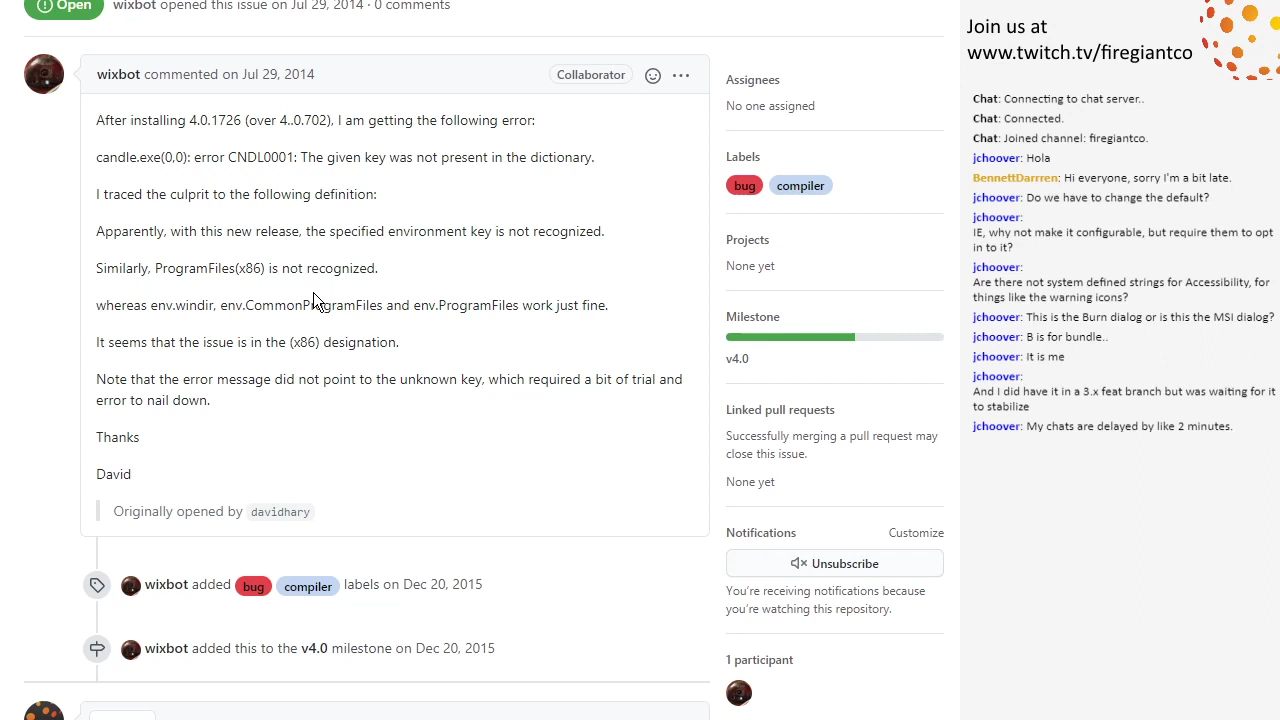 Open
wixbot opened this issue on Jul 29, 2014 · 0 comments
wixbot commented on Jul 29, 2014
Collaborator
After installing 4.0.1726 (over 4..0.702), I am getting the following error:
candle.exe(0,0): error CNDL0001: The given key was not present in the dictionary.
I traced the culprit to the following definition:
Apparently, with this new release, the specified environment key is not recognized.
Similarly, ProgramFiles(x86) is not recognized.
whereas env.windir, env.CommonProgramFiles and env.ProgramFiles work just fine.
It seems that the issue is in the (x86) designation.
Note that the error message did not point to the unknown key, which required a bit of trial and
error to nail down.
Thanks
David
Originally opened by davidhary
wixbot added bug compiler labels on Dec 20, 2015
wixbot added this to the v4.0 milestone on Dec 20, 2015
Assignees
No one assigned
Labels
bug compiler
Projects
None yet
Milestone
v4.0
Linked pull requests
Successfully merging a pull request may
close this issue.
None yet
Notifications Customize
Unsubscribe
You're receiving notifications because
you're watching this repository.
1 participant
Join us at
www.twitch.tv/firegiantco
Chat: Connecting to chat server..
Chat: Connected.
Chat: Joined channel: firegiantco.
jchoover: Hola
BennettDarrren: Hi everyone, sorry I'm a bit late.
jchoover: Do we have to change the default?
jchoover:
IE, why not make it configurable, but require them to opt
in to it?
jchoover:
Are there not system defined strings for Accessibility, for
things like the warning icons?
jchoover: This is the Burn dialog or is this the MSI dialog?
jchoover: B is for bundle..
jchoover: It is me
jchoover:
And I did have it in a 3.x feat branch but was waiting for it
to stabilize
jchoover: My chats are delayed by like 2 minutes.